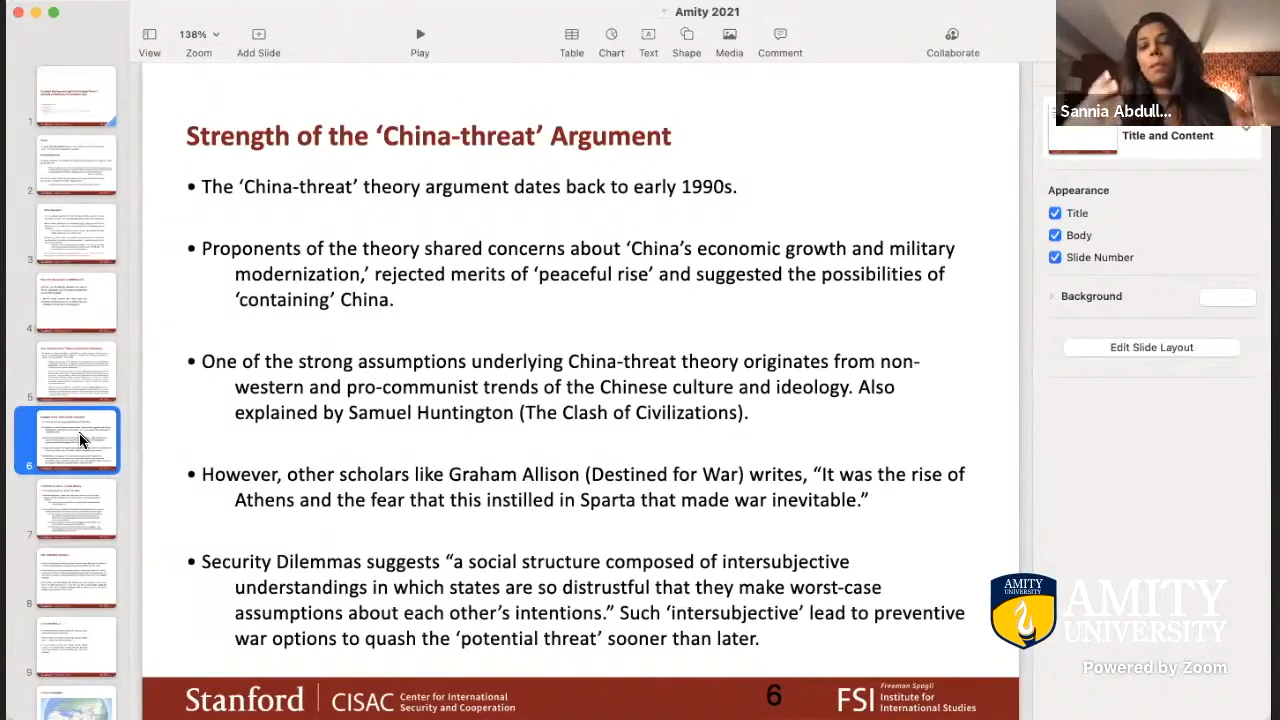 Amity 2021
138%
View
Zoom
Add Slide
Play
Table
Chart
Text
Shape
Media
Comment
Collaborate
Sannia Abdull...
1
2
3
4
5
6
7
8
9
Strength of the ‘China-threat’ Argument
• The ‘China-threat’ theory argument dates back to early 1990s.
• Proponents of the theory shared concerns about ‘China’s economic growth and military
modernization,’ rejected merits of ‘peaceful rise’ and suggested the possibilities of
‘containing’ China.
• One of the string assumptions underlying China-threat theory originates from non-
western and pro-communist trends of the Chinese culture and ideology. Also
explained by Samuel Huntington (The Clash of Civilizations).
• However, other scholars like Graham Allison (Destined for War) writes, “It was the rise of
Athens and the fear that this instilled in Sparta that made war inevitable.”
• Security Dilemmas suggests “a social structure composed of intersubjective
understandings in which states are so distrustful that they make worst-case
assumptions about each other’s intentions.” Such ‘intersubjective’ lead to preventive
war options to quash the ‘potential threat’ sooner than later.
Stanford
CISAC
Center for International
Security and Cooperation
6
FSI
Freeman Spogli
Institute for
International Studies
Title and Content
Appearance
Title
Body
Slide Number
Background
Edit Slide Layout
AMITY
UNIVERSITY
AMITY
UNIVERSITY
Powered by Zoom